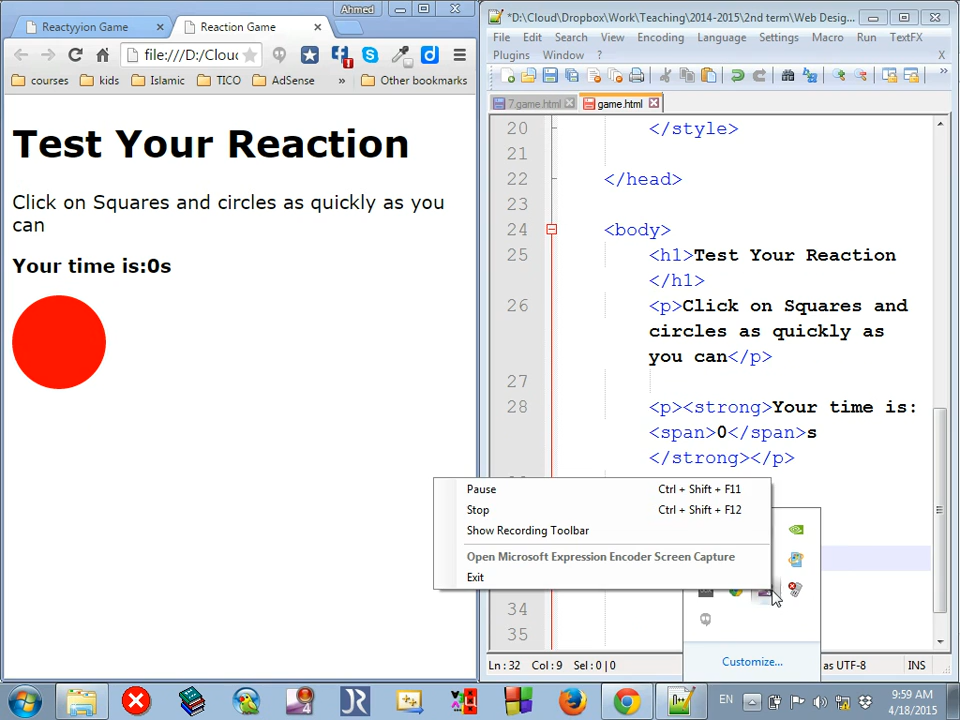 Reactyyion Game
Reaction Game
Ahmed
file:///D:/Clouc
courses
kids
Islamic
TICO
AdSense
»
Other bookmarks
Test Your Reaction
Click on Squares and circles as quickly as you
can
Your time is:0s
*D:\Cloud\Dropbox\Work\Teaching\2014-2015\2nd term\Web Desig...
File Edit Search View Encoding Language Settings Macro Run TextFX
Plugins Window ?
X
7.game.html
game.html
20 </style>
21
22 </head>
23
24 <body>
25 <h1>Test Your Reaction
</h1>
26 <p>Click on Squares and
circles as quickly as
you can</p>
27
28 <p><strong>Your time is:
<span>0</span>s
</strong></p>
Pause Ctrl + Shift + F11
Stop Ctrl + Shift + F12
Show Recording Toolbar
Open Microsoft Expression Encoder Screen Capture
Exit
34
35
Customize...
Ln:32 Col:9 Sel:0|0
as UTF-8 INS
EN
9:59 AM
4/18/2015